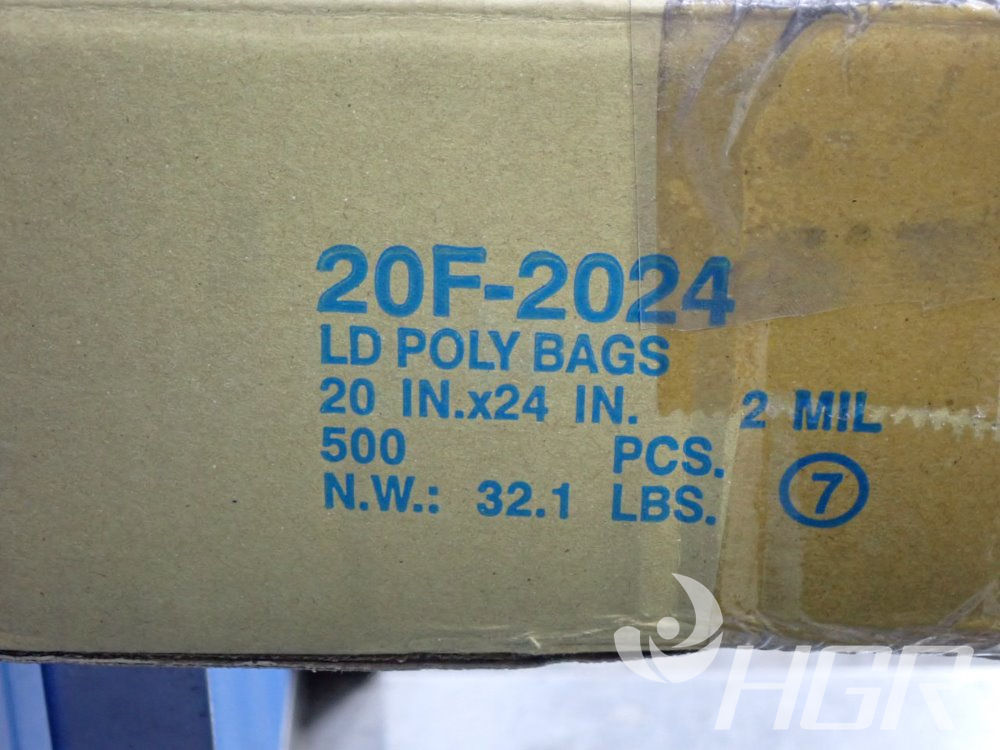 20F-2024
LD POLY BAGS
20 IN.x24 IN. 2 MIL
500 PCS.
N.W.: 32.1 LBS. 7
HGR